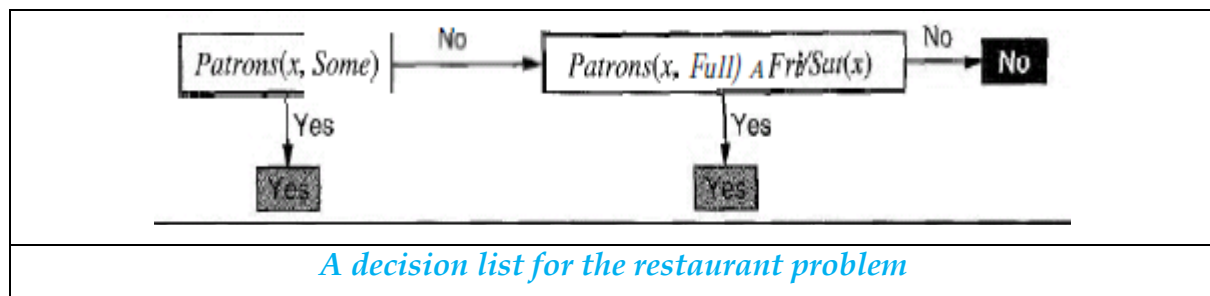 No
No
Patrons(x, Some)
Patrons(x, Full) A Fri/Sat(x)
No
Yes
Yes
Yes
Yes
A decision list for the restaurant problem